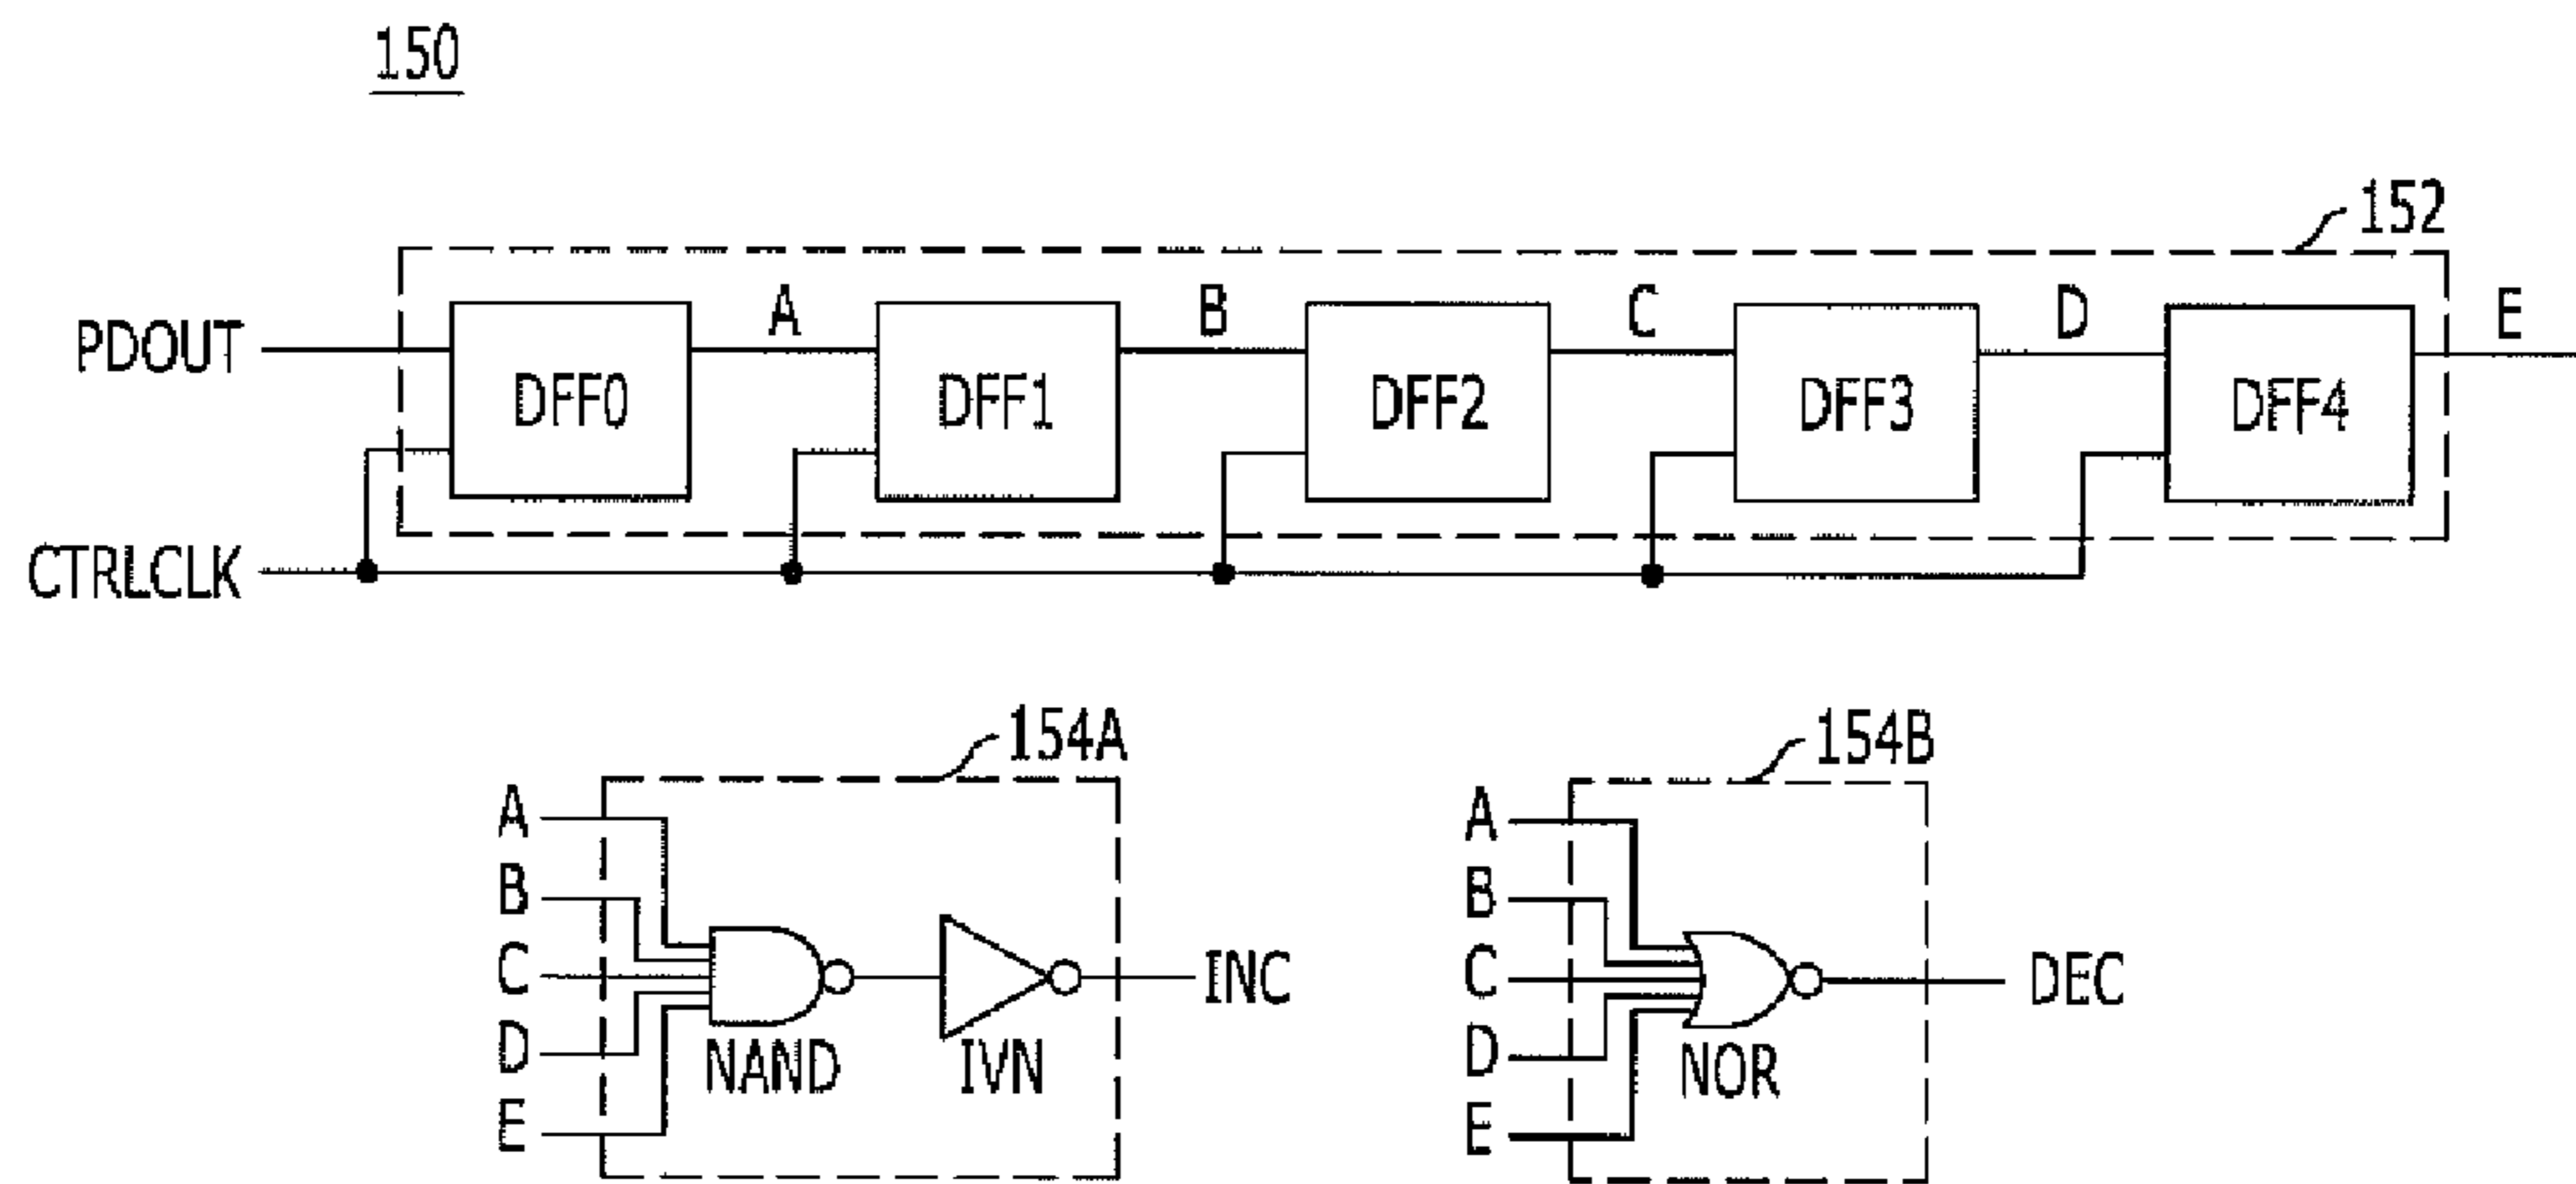 150
152
PDOUT
A
B
C
D
E
DFF0
DFF1
DFF2
DFF3
DFF4
CTRLCLK
154A
154B
A
B
C
D
E
NAND
IVN
INC
A
B
C
D
E
NOR
DEC